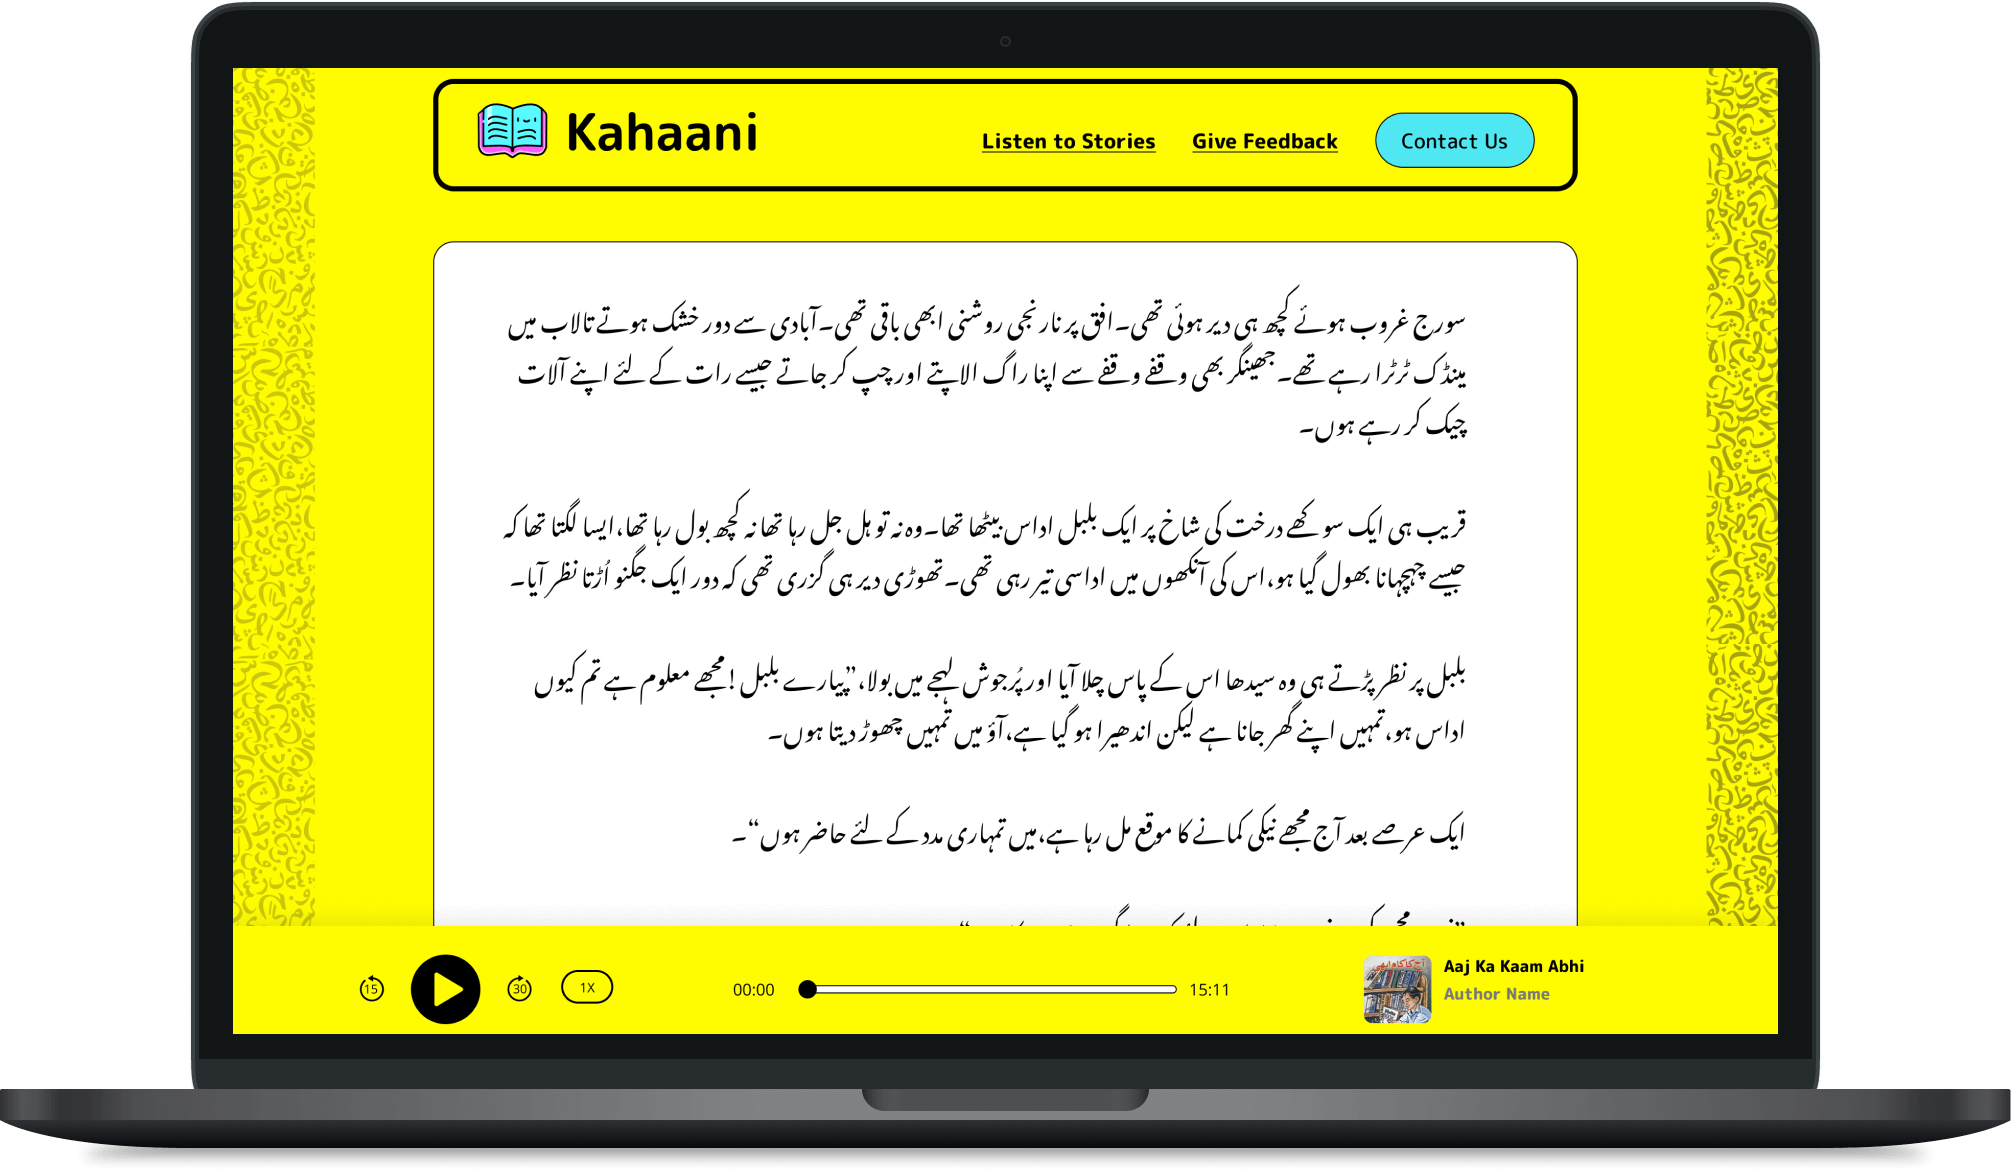 Kahaani
Listen to Stories
Give Feedback
Contact Us
سورج غروب ہوئے کچھ ہی دیر ہوئی تھی۔افق پر نارنجی روشنی ابھی باقی تھی۔آبادی سے دور خشک ہوتے تالاب میں
مینڈک ٹرٹرا رہے تھے۔جھینگر بھی وقفے وقفے سے اپنا راگ الاپتے اور چپ کر جاتے جیسے رات کے لئے اپنے آلات
چیک کر رہے ہوں۔
قریب ہی ایک سوکھے درخت کی شاخ پر ایک بلبل اداس بیٹھا تھا۔وہ نہ تو ہل جل رہا تھا نہ کچھ بول رہا تھا،ایسا لگتا تھا کہ
جیسے چہچہانا بھول گیا ہو،اس کی آنکھوں میں اداسی تیر رہی تھی۔تھوڑی دیر ہی گزری تھی کہ دور ایک جگنو اُڑتا نظر آیا۔
بلبل پر نظر پڑتے ہی وہ سیدھا اس کے پاس چلا آیا اور پُرجوش لہجے میں بولا،”پیارے بلبل !مجھے معلوم ہے تم کیوں
اداس ہو،تمہیں اپنے گھر جانا ہے لیکن اندھیرا ہو گیا ہے،آؤ میں تمہیں چھوڑ دیتا ہوں۔
ایک عرصے بعد آج مجھے نیکی کمانے کا موقع مل رہا ہے،میں تمہاری مدد کے لئے حاضر ہوں“۔
15
30
1X
00:00
15:11
آج کا کام ابھی
Aaj Ka Kaam Abhi
Author Name